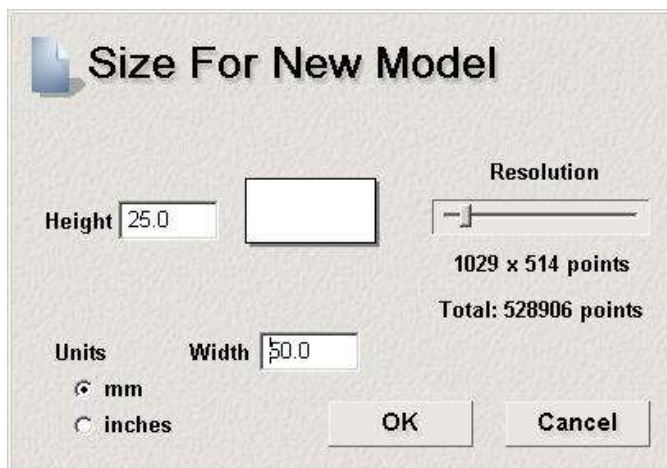 Size For New Model
Resolution
Height 25.0
1029 x 514 points
Total: 528906 points
Units
Width 50.0
mm
inches
OK
Cancel